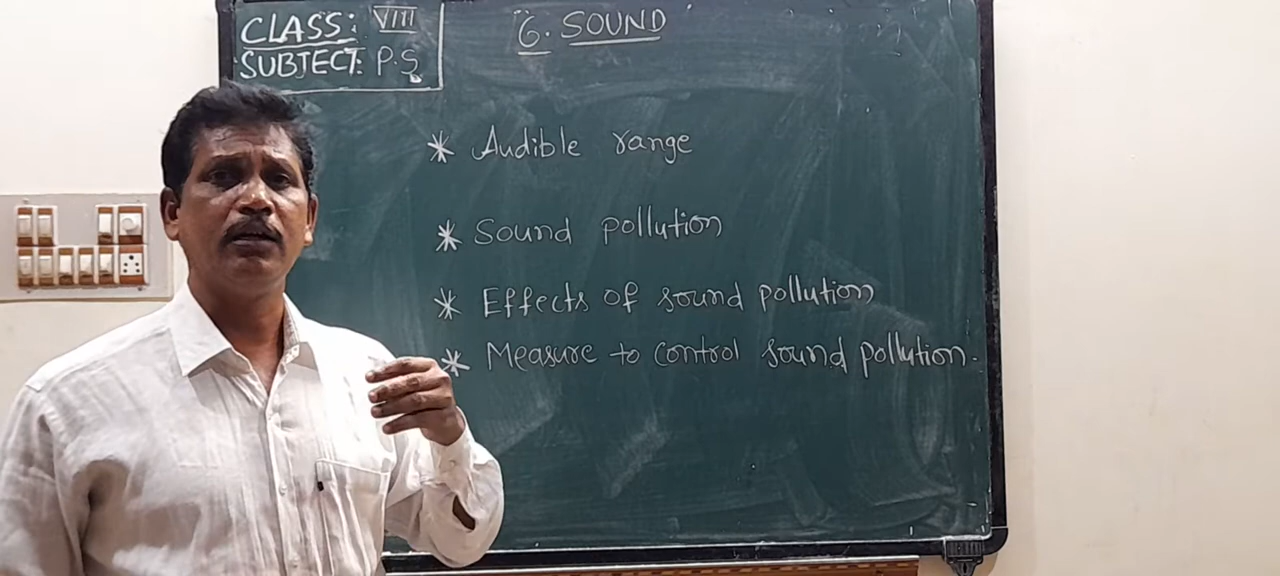 CLASS: VIII
SUBJECT: P.S
6. SOUND
* Audible range
* Sound pollution
* Effects of sound pollution
* Measure to control sound pollution.